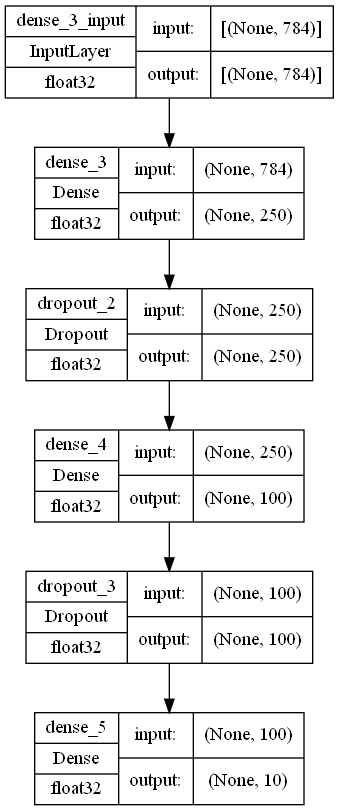 dense_3_input
InputLayer
float32
input:
[(None, 784)]
output:
[(None, 784)]
dense_3
Dense
float32
input:
(None, 784)
output:
(None, 250)
dropout_2
Dropout
float32
input:
(None, 250)
output:
(None, 250)
dense_4
Dense
float32
input:
(None, 250)
output:
(None, 100)
dropout_3
Dropout
float32
input:
(None, 100)
output:
(None, 100)
dense_5
Dense
float32
input:
(None, 100)
output:
(None, 10)